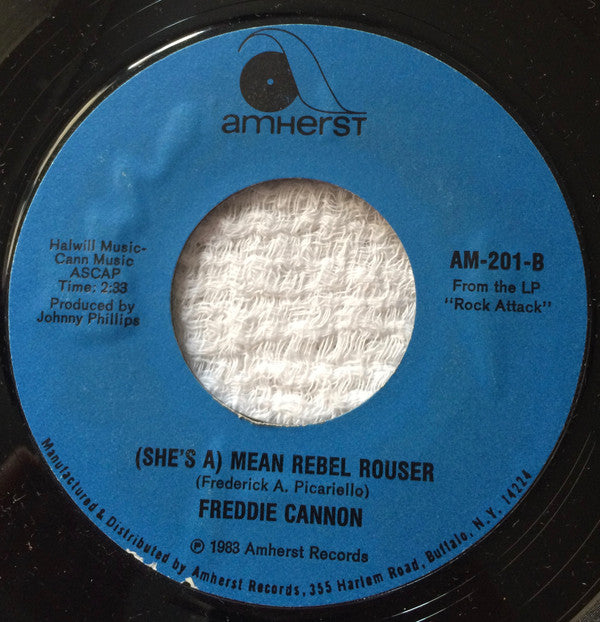 amHerST
Halwill Music-
Cann Music
ASCAP
Time: 2:33
Produced by
Johnny Phillips
AM-201-B
From the LP
"Rock Attack"
(SHE'S A) MEAN REBEL ROUSER
(Frederick A. Picariello)
FREDDIE CANNON
℗ 1983 Amherst Records
Manufactured & Distributed by Amherst Records, 355 Harlem Road, Buffalo, N.Y. 14224